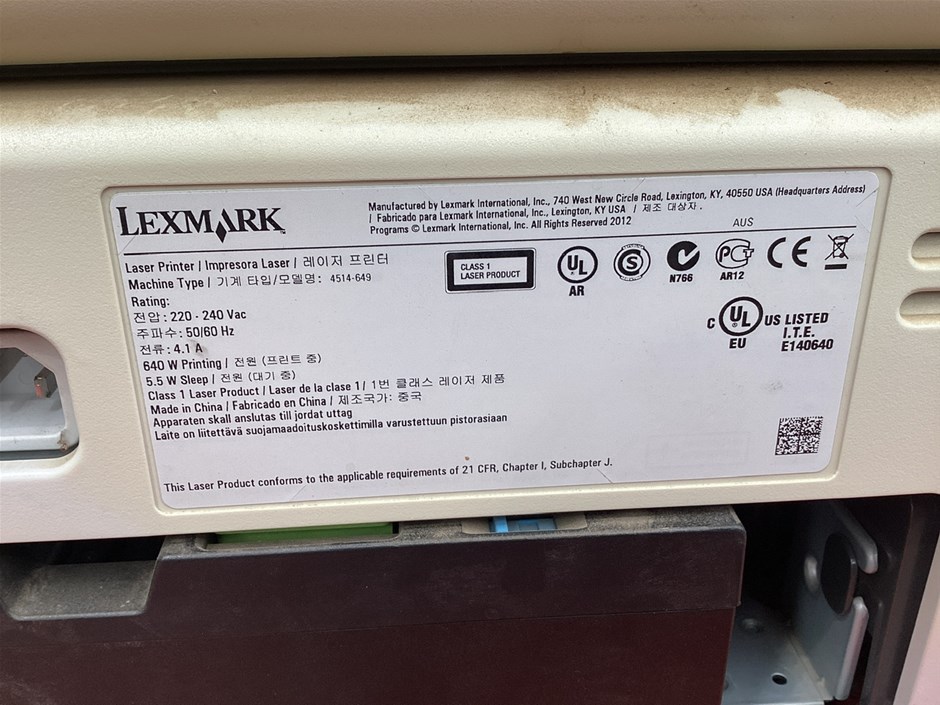 LEXMARK
Manufactured by Lexmark International, Inc., 740 West New Circle Road, Lexington, KY, 40550 USA (Headquarters Address)
/ Fabricado para Lexmark International, Inc., Lexington, KY USA / 제조 대상자.
Programs © Lexmark International, Inc. All Rights Reserved 2012
AUS
Laser Printer / Impresora Laser / 레이저 프린터
Machine Type / 기계 타입/모델명: 4514-649
Rating:
전압: 220 - 240 Vac
주파수: 50/60 Hz
전류: 4.1 A
640 W Printing / 전원 (프린트 중)
5.5 W Sleep / 전원 (대기 중)
Class 1 Laser Product / Laser de la clase 1/ 1번 클래스 레이저 제품
Made in China / Fabricado en China / 제조국가: 중국
Apparaten skall anslutas till jordat uttag
Laite on liitettävä suojamaadoituskoskettimilla varustettuun pistorasiaan
This Laser Product conforms to the applicable requirements of 21 CFR, Chapter I, Subchapter J.
CLASS 1
LASER PRODUCT
UL
AR
S
N766
AR12
CE
C UL US LISTED
I.T.E.
EU E140640